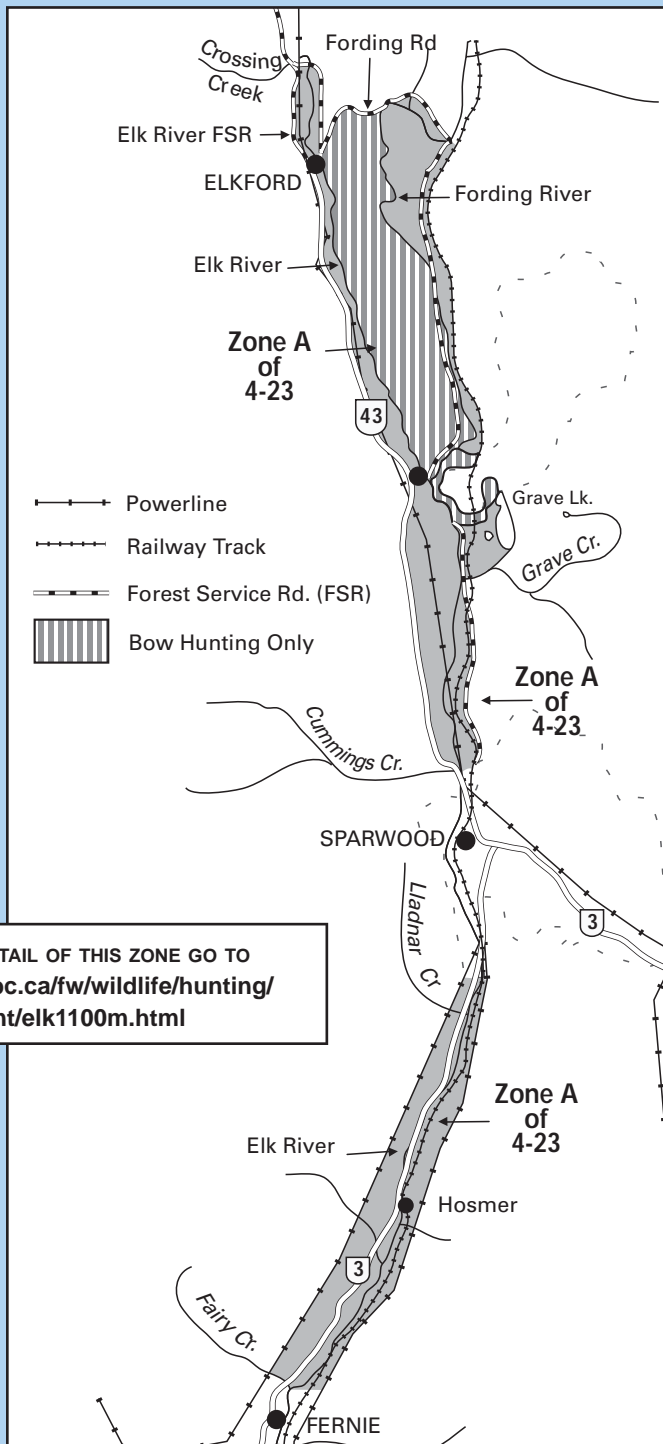 Crossing
Creek
Fording Rd
Elk River FSR
ELKFORD
Fording River
Elk River
Zone A
of
4-23
43
Powerline
Railway Track
Forest Service Rd. (FSR)
Bow Hunting Only
Grave Lk.
Grave Cr.
Zone A
of
4-23
Cummings Cr.
SPARWOOD
Lladnar Cr
3
TAIL OF THIS ZONE GO TO
bc.ca/fw/wildlife/hunting/
nt/elk1100m.html
Zone A
of
4-23
Elk River
Hosmer
3
Fairy Cr.
FERNIE